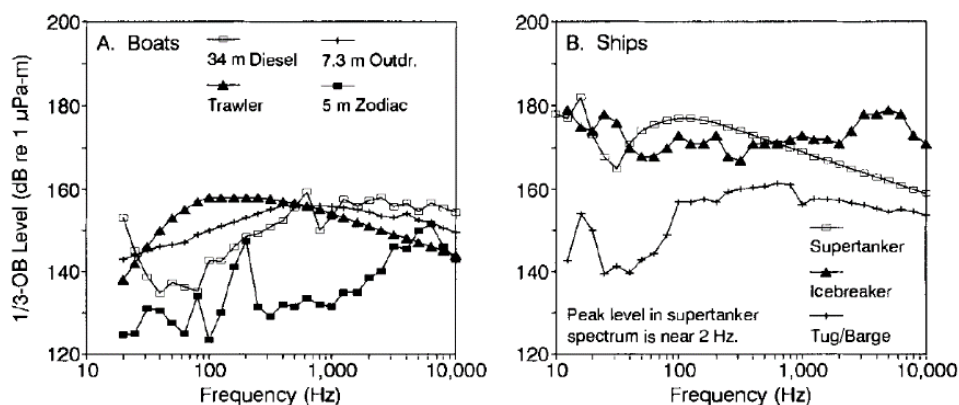 200
180
160
140
120
1/3-OB Level (dB re 1 µPa-m)
A. Boats
34 m Diesel
7.3 m Outdr.
Trawler
5 m Zodiac
10
100
1,000
10,000
Frequency (Hz)
200
180
160
140
120
B. Ships
Supertanker
Icebreaker
Tug/Barge
Peak level in supertanker
spectrum is near 2 Hz.
10
100
1,000
10,000
Frequency (Hz)